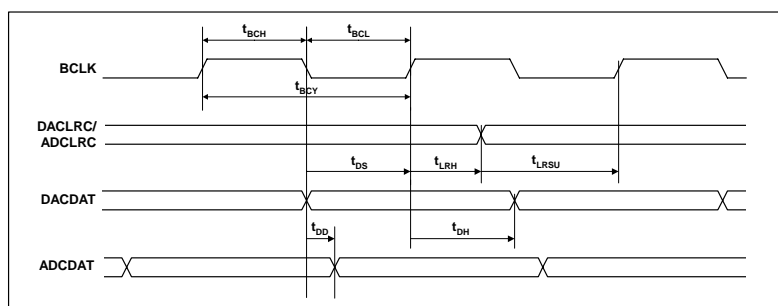 tBCH tBCL
BCLK
tBCY
DACLRC/
ADCLRC
tDS tLRH tLRSU
DACDAT
tDD tDH
ADCDAT